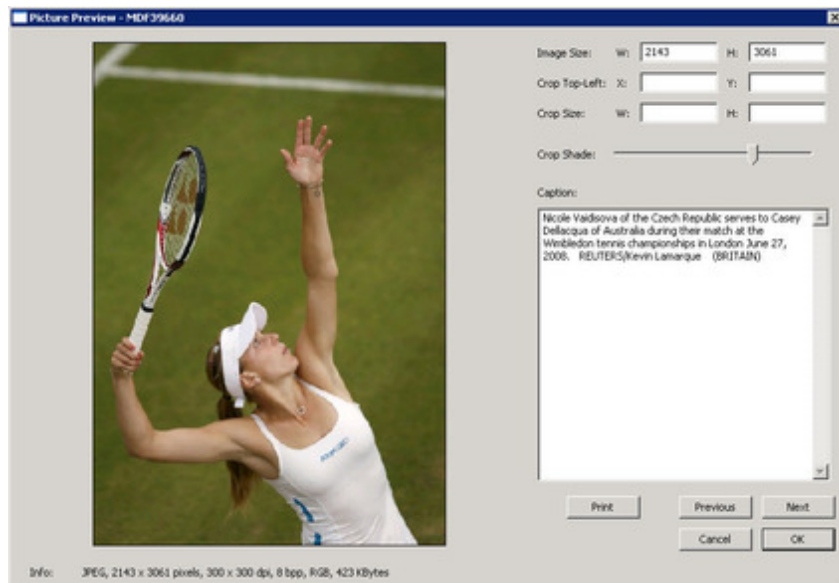 Picture Preview - MDF39660
Image Size: W: 2143 H: 3061
Crop Top-Left: X: Y:
Crop Size: W: H:
Crop Shade:
Caption:
Nicole Vaidisova of the Czech Republic serves to Casey
Dellacqua of Australia during their match at the
Wimbledon tennis championships in London June 27,
2008. REUTERS/Kevin Lamarque (BRITAIN)
Print Previous Next
Cancel OK
Info: JPEG, 2143 x 3061 pixels, 300 x 300 dpi, 8 bpp, RGB, 423 KBytes